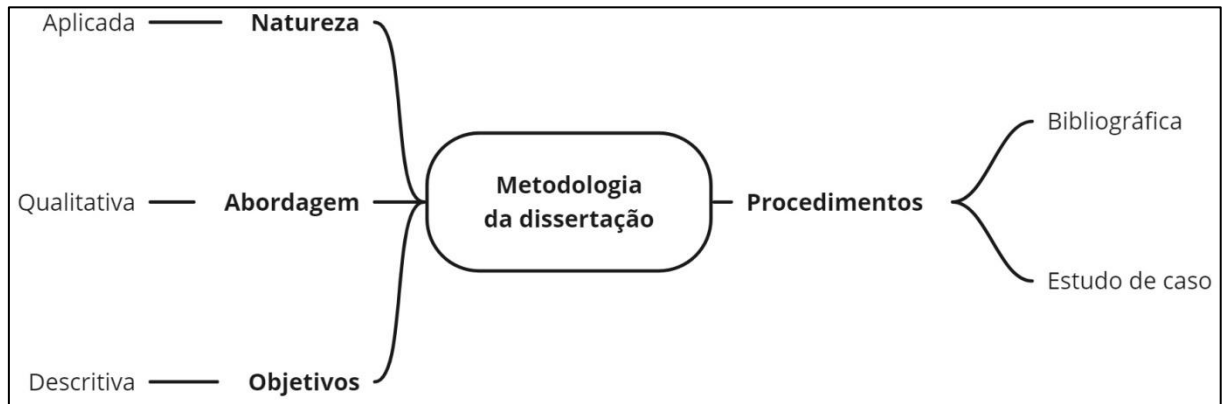 Aplicada
Natureza
Qualitativa
Abordagem
Descritiva
Objetivos
Metodologia
da dissertação
Procedimentos
Bibliográfica
Estudo de caso